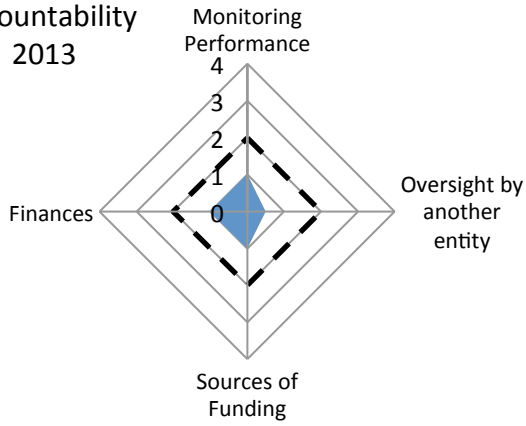 ountability
2013
Monitoring
Performance
4
3
2
1
0
Finances
Oversight by
another
entity
Sources of
Funding